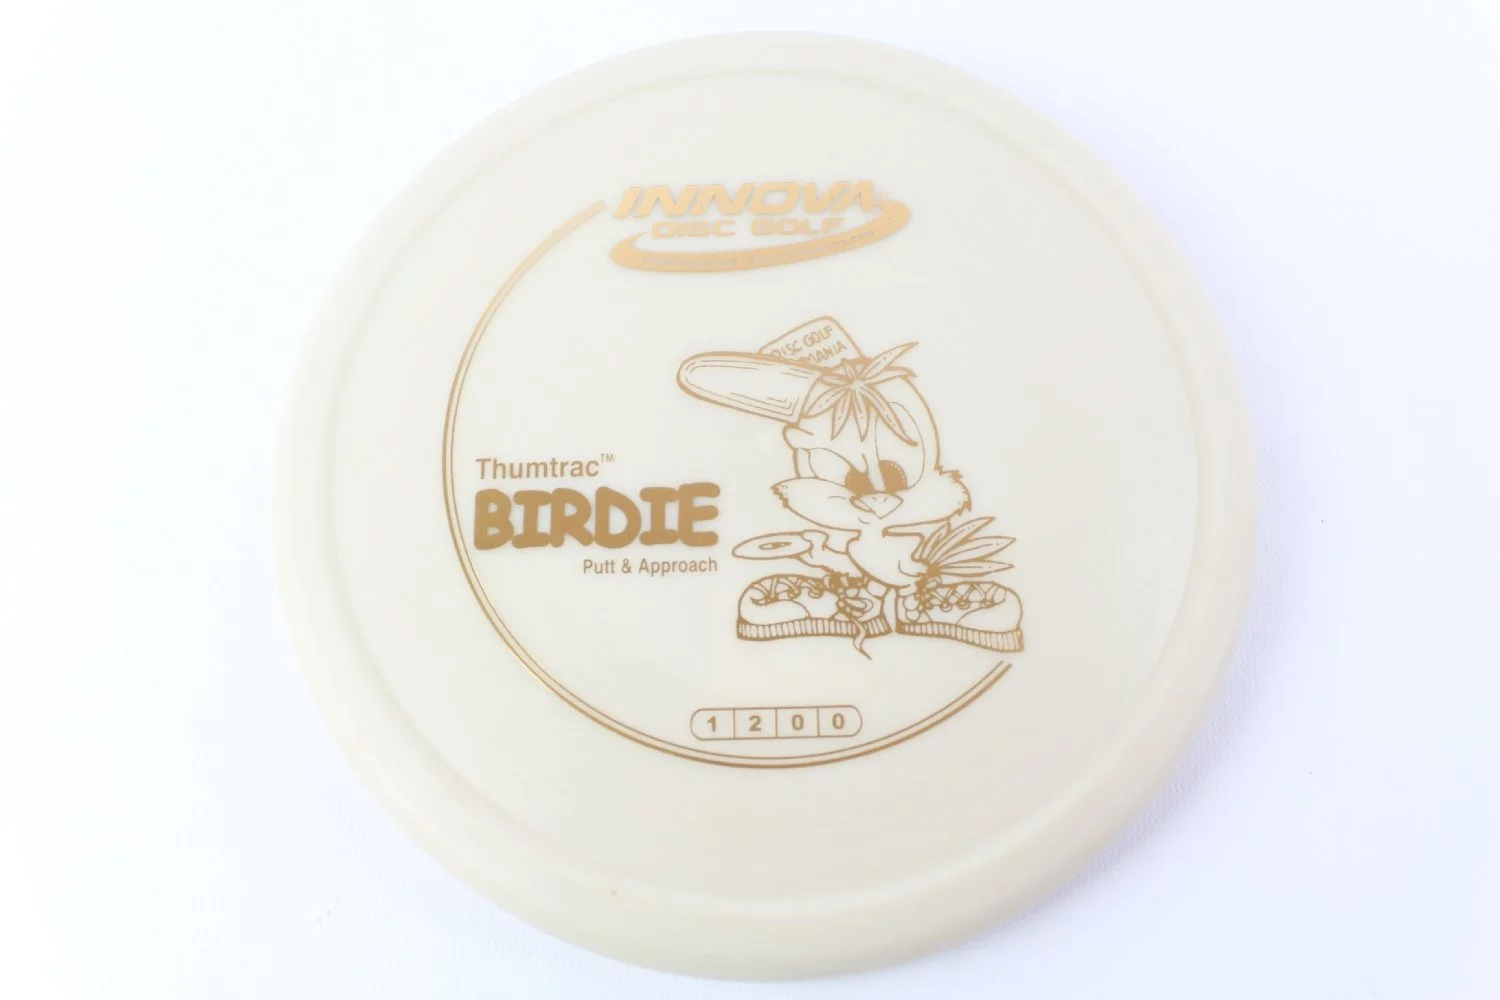 INNOVA
DISC GOLF
DISC GOLF
MANIA
Thumtrac™
BIRDIE
Putt & Approach
1 2 0 0